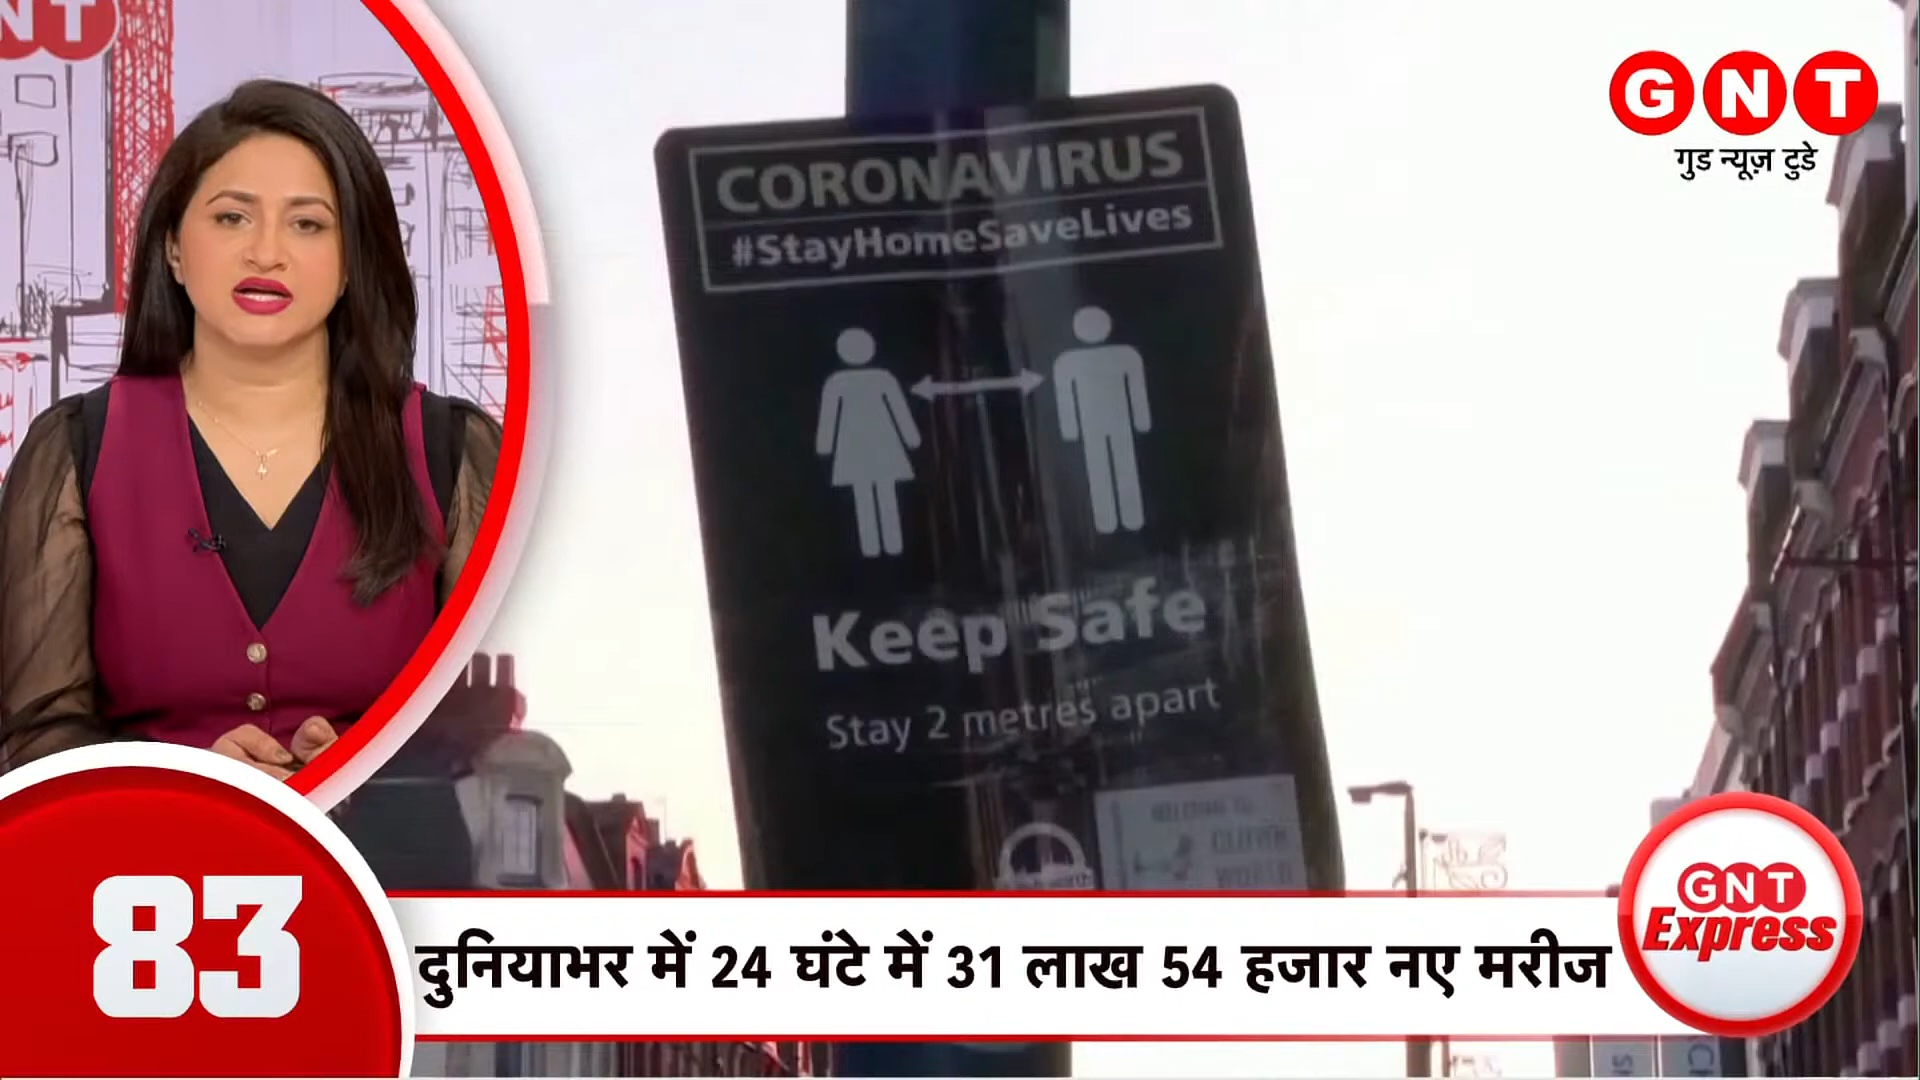 NT
GNT
गुड न्यूज़ टुडे
CORONAVIRUS
#StayHomeSaveLives
Keep Safe
Stay 2 metres apart
83
दुनियाभर में 24 घंटे में 31 लाख 54 हजार नए मरीज
GNT
Express